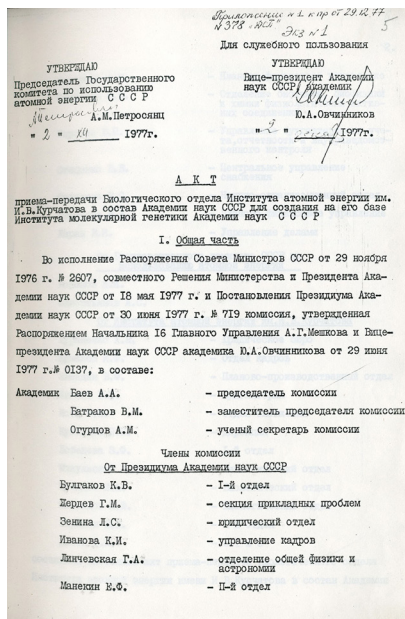 Приложение №1 к пр от 29.12.77
№ 378 "ДСП"
Экз №1
5
Для служебного пользования
УТВЕРЖДАЮ
Председатель Государственного
комитета по использованию
атомной энергии С С С Р
А.М.Петросянц
" 2 " XII 1977г.
УТВЕРЖДАЮ
Вице-президент Академии
наук СССР академик
Ю.А.Овчинников
" 2 " 1977г.
А К Т
приема-передачи Биологического отдела Института атомной энергии им.
И.В.Курчатова в состав Академии наук СССР для создания на его базе
Института молекулярной генетики Академии наук С С С Р
I. Общая часть
Во исполнение Распоряжения Совета Министров СССР от 29 ноября
1976 г. № 2607, совместного Решения Министерства и Президента Ака-
демии наук СССР от 18 мая 1977 г. и Постановления Президиума Ака-
демии наук СССР от 30 июня 1977 г. № 719 комиссия, утвержденная
Распоряжением Начальника 16 Главного Управления А.Г.Мешкова и Вице-
президента Академии наук СССР академика Ю.А.Овчинникова от 29 июня
1977 г.№ 0137, в составе:
Академик Баев А.А. - председатель комиссии
Батраков В.М. - заместитель председателя комиссии
Огурцов А.М. - ученый секретарь комиссии
Члены комиссии
От Президиума Академии наук СССР
Булгаков К.В. - I-й отдел
Жердев Г.М. - секция прикладных проблем
Зенина Л.С. - юридический отдел
Иванова К.И. - управление кадров
Линчевская Г.А. - отделение общей физики и
астрономии
Манекин Е.Ф. - П-й отдел